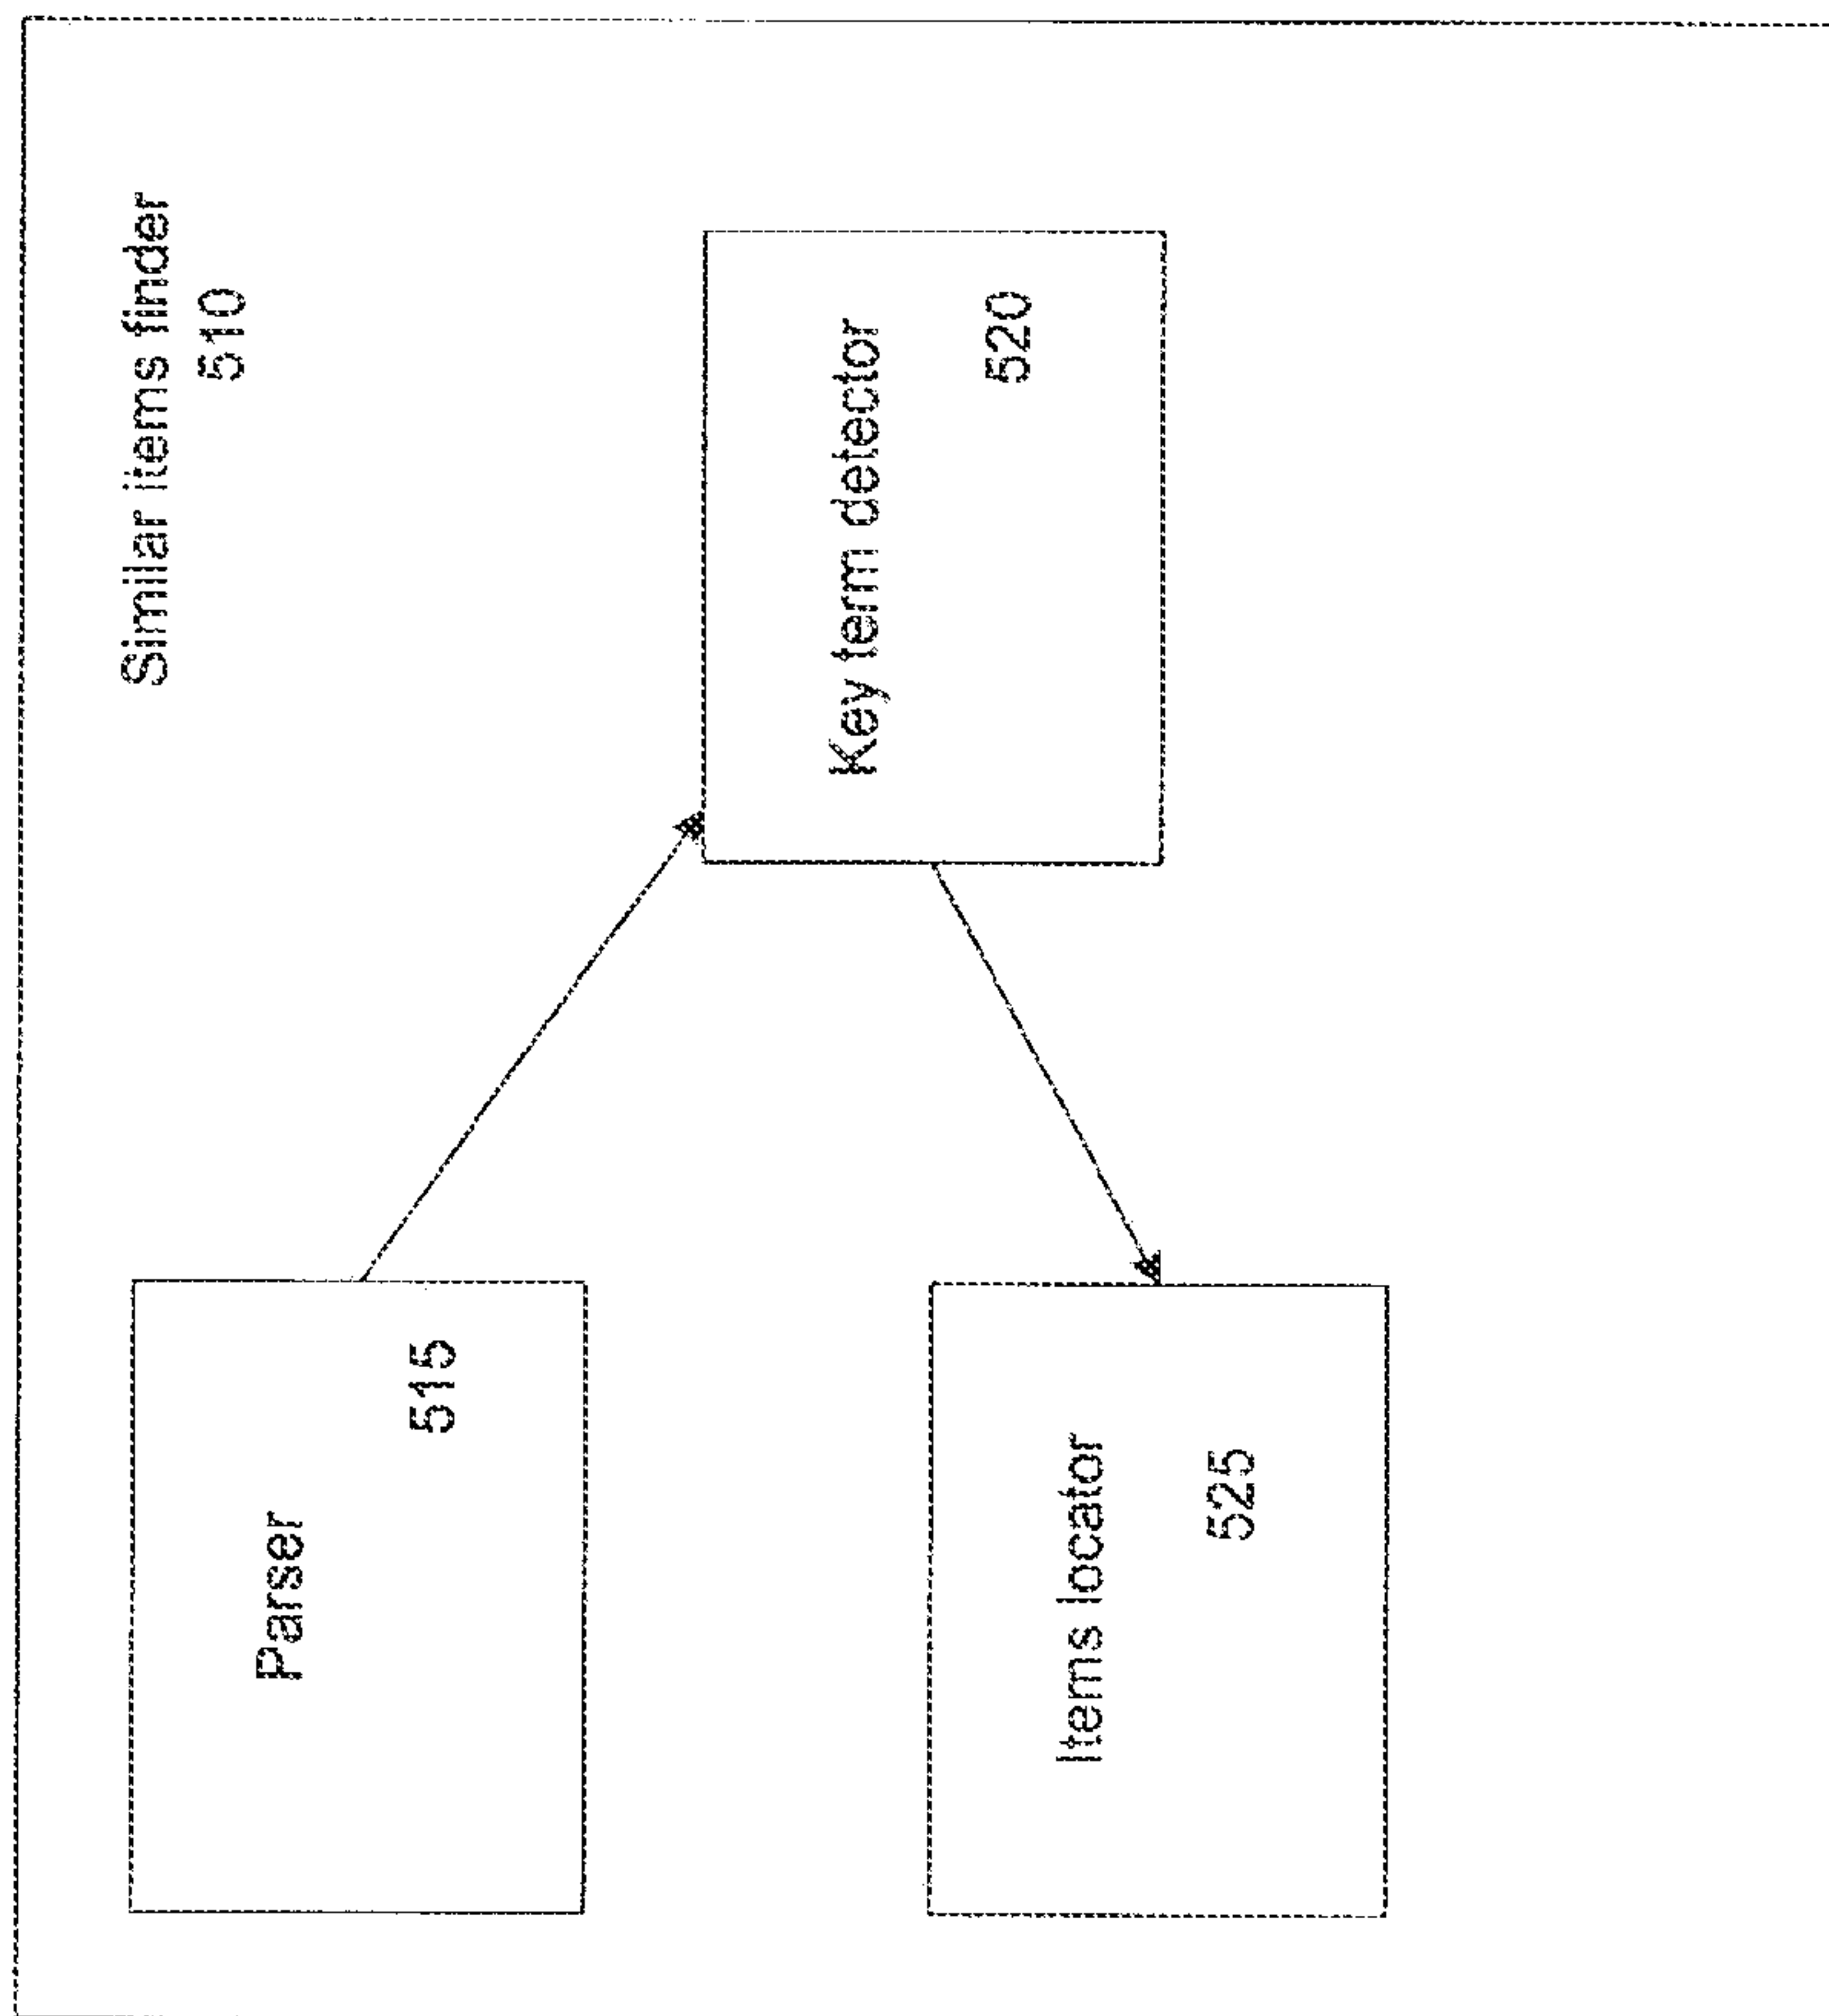 Similar items finder
510
Parser
515
Key term detector
520
Items locator
525